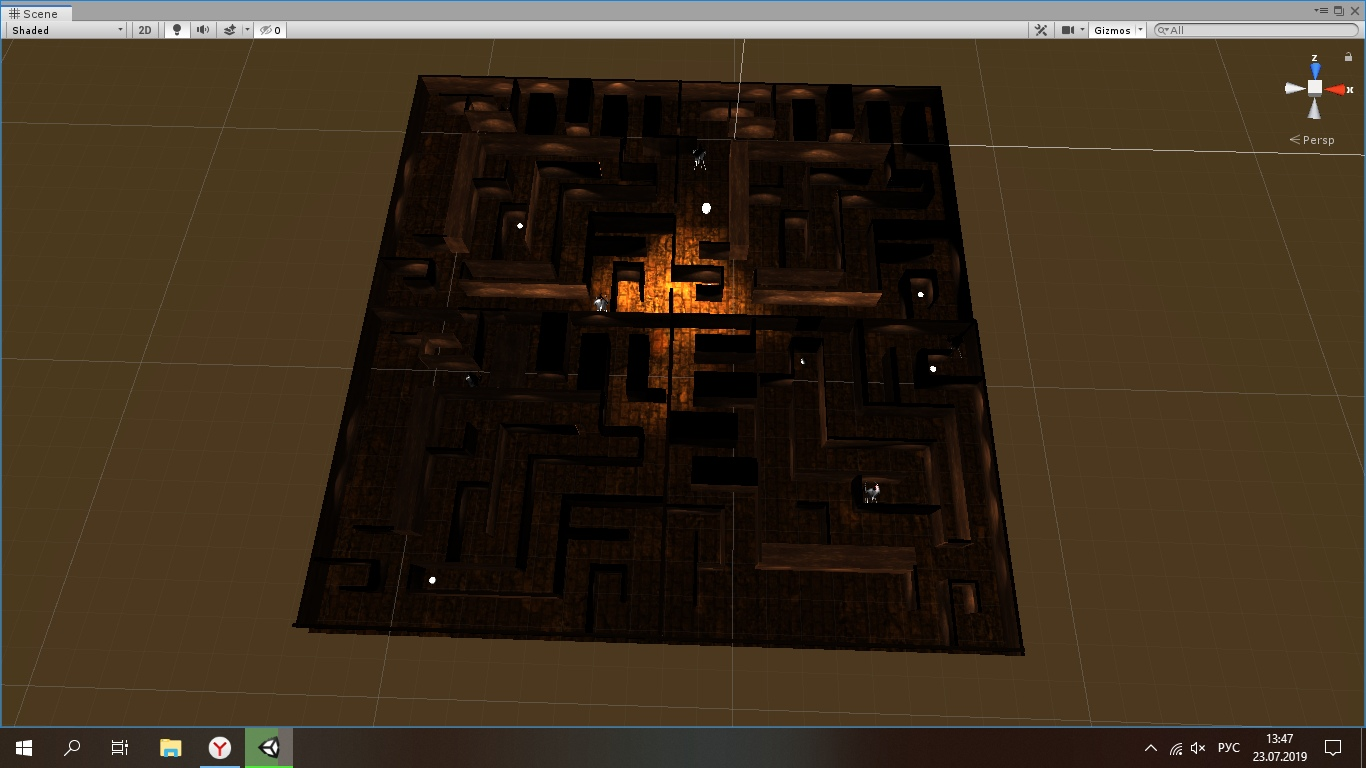 Scene
Shaded 2D 0 Gizmos All
z
x
Persp
РУС
13:47
23.07.2019